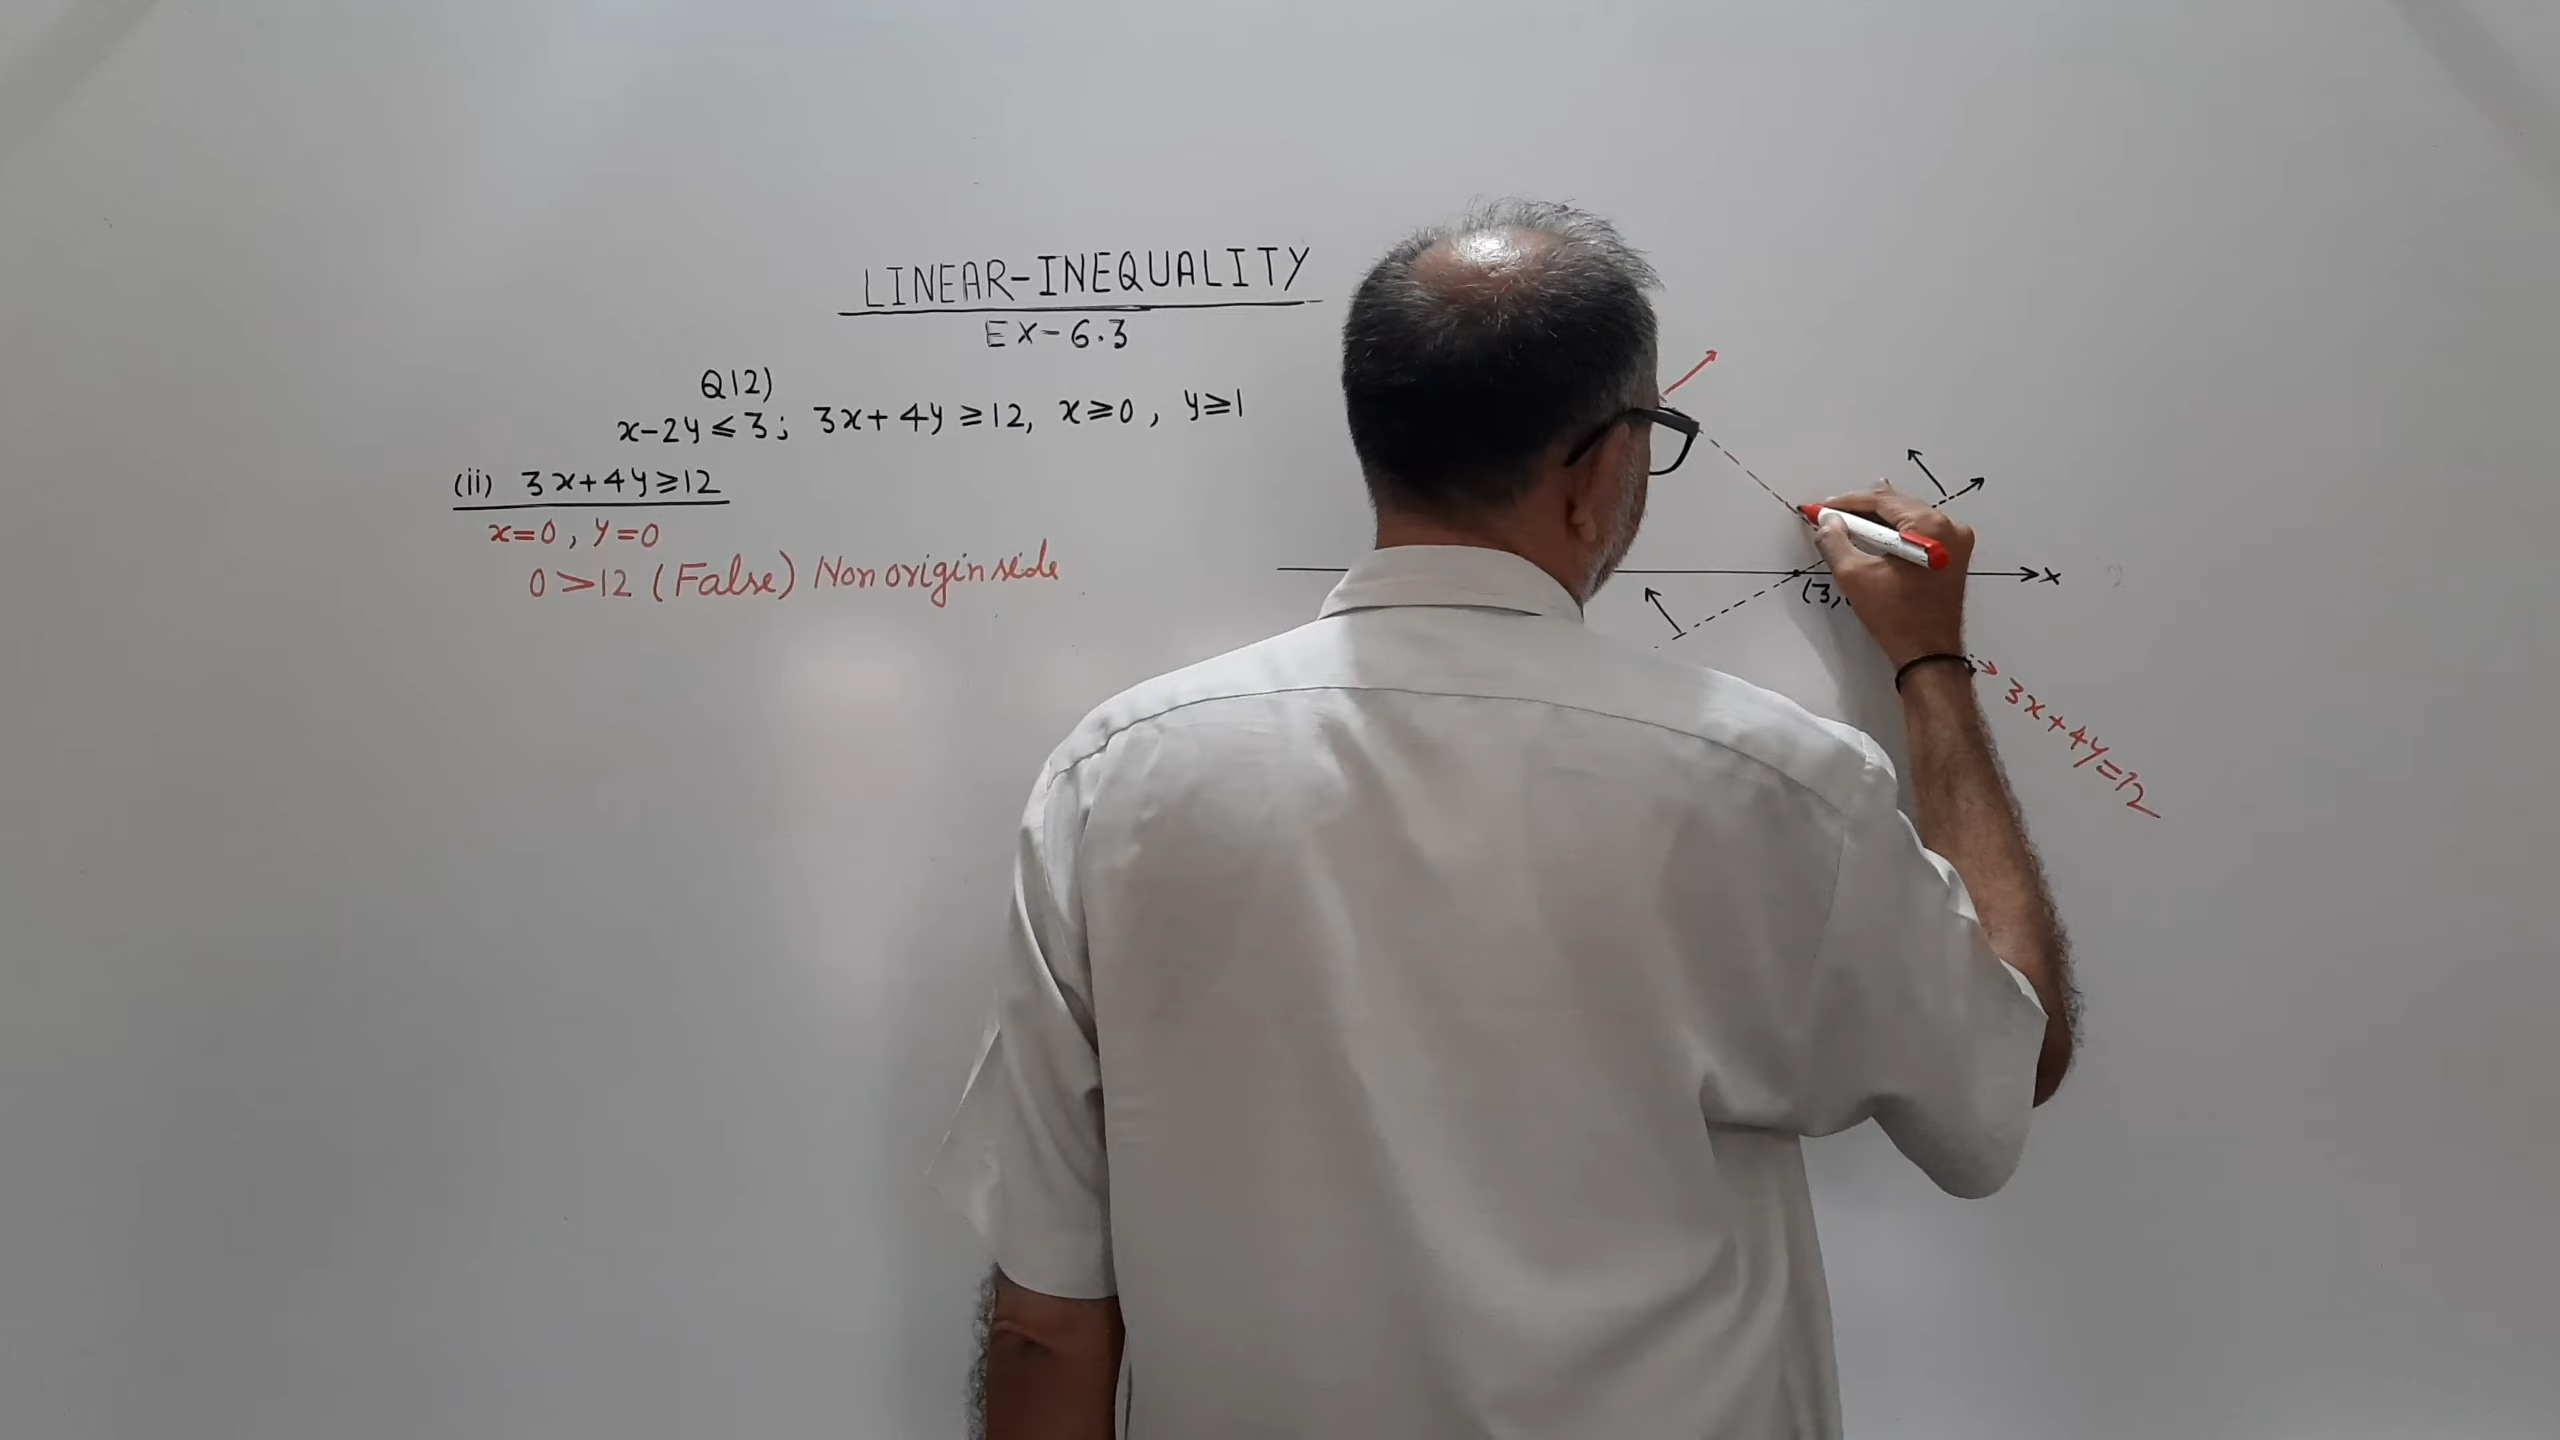 LINEAR-INEQUALITY
EX-6.3
Q12)
x-2y≤3; 3x+4y≥12, x≥0, y≥1
(ii) 3x+4y≥12
x=0, y=0
0>12 (False) Non origin side
x
(3,
3x+4y=12